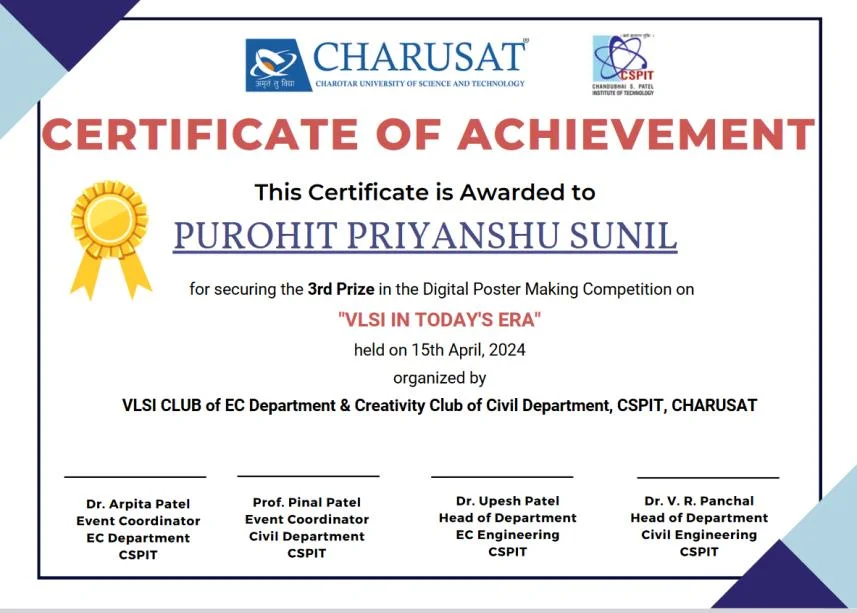 CHARUSAT®
CHAROTAR UNIVERSITY OF SCIENCE AND TECHNOLOGY
अमृतं तु विद्या
CSPIT
CHANDUBHAI S. PATEL
INSTITUTE OF TECHNOLOGY
CERTIFICATE OF ACHIEVEMENT
This Certificate is Awarded to
PUROHIT PRIYANSHU SUNIL
for securing the 3rd Prize in the Digital Poster Making Competition on
"VLSI IN TODAY'S ERA"
held on 15th April, 2024
organized by
VLSI CLUB of EC Department & Creativity Club of Civil Department, CSPIT, CHARUSAT
Dr. Arpita Patel
Event Coordinator
EC Department
CSPIT
Prof. Pinal Patel
Event Coordinator
Civil Department
CSPIT
Dr. Upesh Patel
Head of Department
EC Engineering
CSPIT
Dr. V. R. Panchal
Head of Department
Civil Engineering
CSPIT